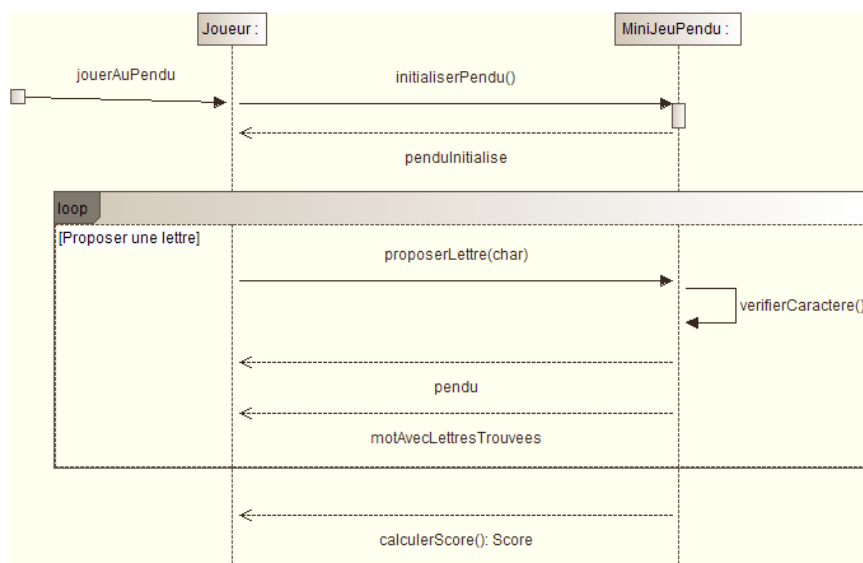 Joueur :
MiniJeuPendu :
jouerAuPendu
initialiserPendu()
penduInitialise
loop
[Proposer une lettre]
proposerLettre(char)
verifierCaractere()
pendu
motAvecLettresTrouvees
calculerScore(): Score